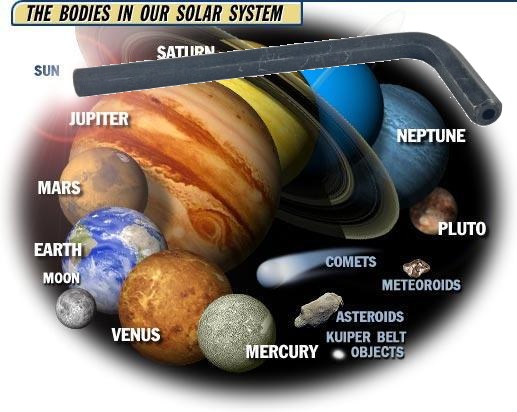 THE BODIES IN OUR SOLAR SYSTEM
SATURN
SUN
JUPITER
NEPTUNE
MARS
PLUTO
EARTH
COMETS
MOON
METEOROIDS
ASTEROIDS
VENUS
KUIPER BELT
OBJECTS
MERCURY